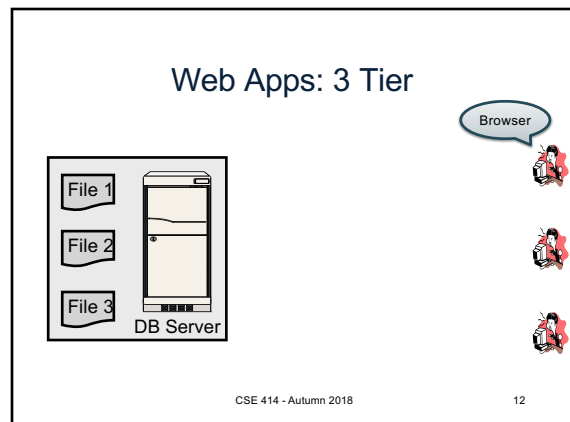 Web Apps: 3 Tier
Browser
File 1
File 2
File 3
DB Server
CSE 414 - Autumn 2018
12